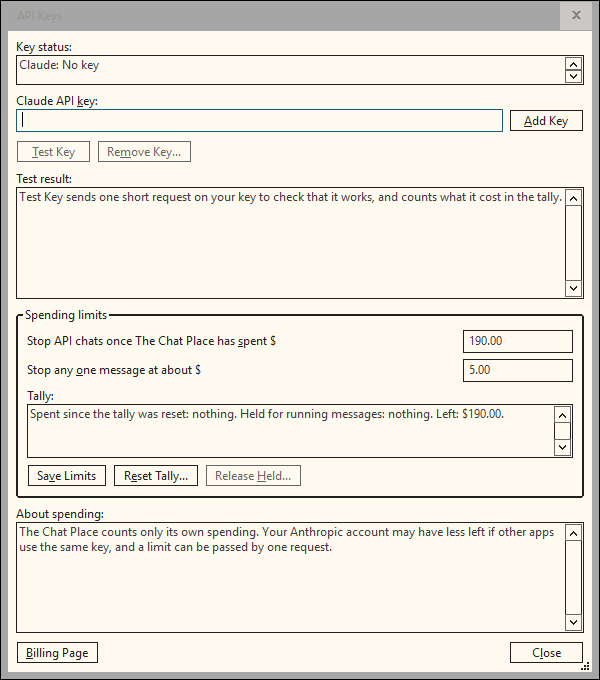 API Keys
Key status:
Claude: No key
Claude API key:
Add Key
Test Key
Remove Key...
Test result:
Test Key sends one short request on your key to check that it works, and counts what it cost in the tally.
Spending limits
Stop API chats once The Chat Place has spent $
190.00
Stop any one message at about $
5.00
Tally:
Spent since the tally was reset: nothing. Held for running messages: nothing. Left: $190.00.
Save Limits
Reset Tally...
Release Held...
About spending:
The Chat Place counts only its own spending. Your Anthropic account may have less left if other apps
use the same key, and a limit can be passed by one request.
Billing Page
Close